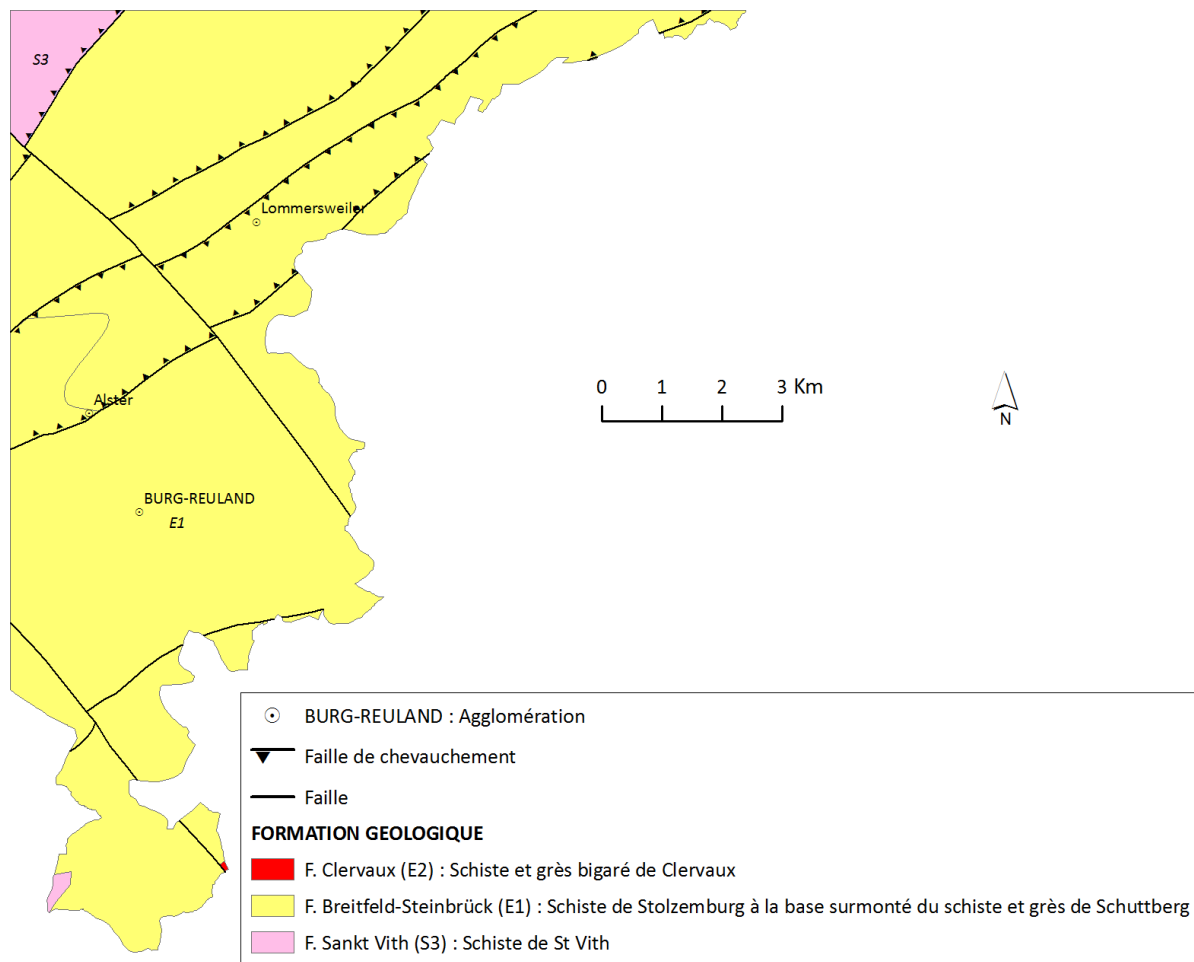 S3
Lommersweiler
Alster
BURG-REULAND
E1
0 1 2 3 Km
N
BURG-REULAND : Agglomération
Faille de chevauchement
Faille
FORMATION GEOLOGIQUE
F. Clervaux (E2) : Schiste et grès bigaré de Clervaux
F. Breitfeld-Steinbrück (E1) : Schiste de Stolzemburg à la base surmonté du schiste et grès de Schuttberg
F. Sankt Vith (S3) : Schiste de St Vith